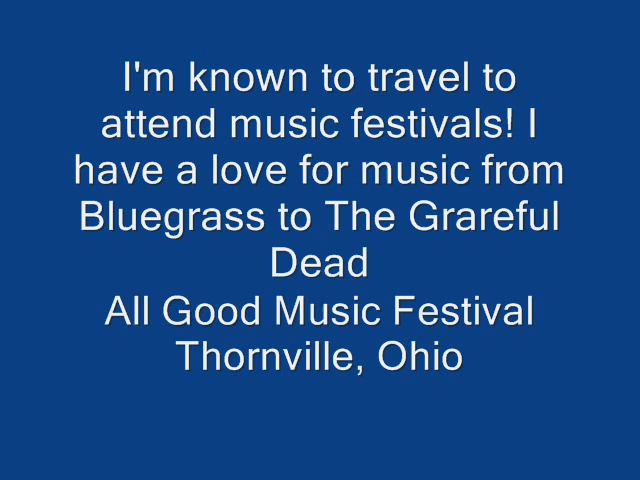 I'm known to travel to
attend music festivals! I
have a love for music from
Bluegrass to The Grareful
Dead
All Good Music Festival
Thornville, Ohio